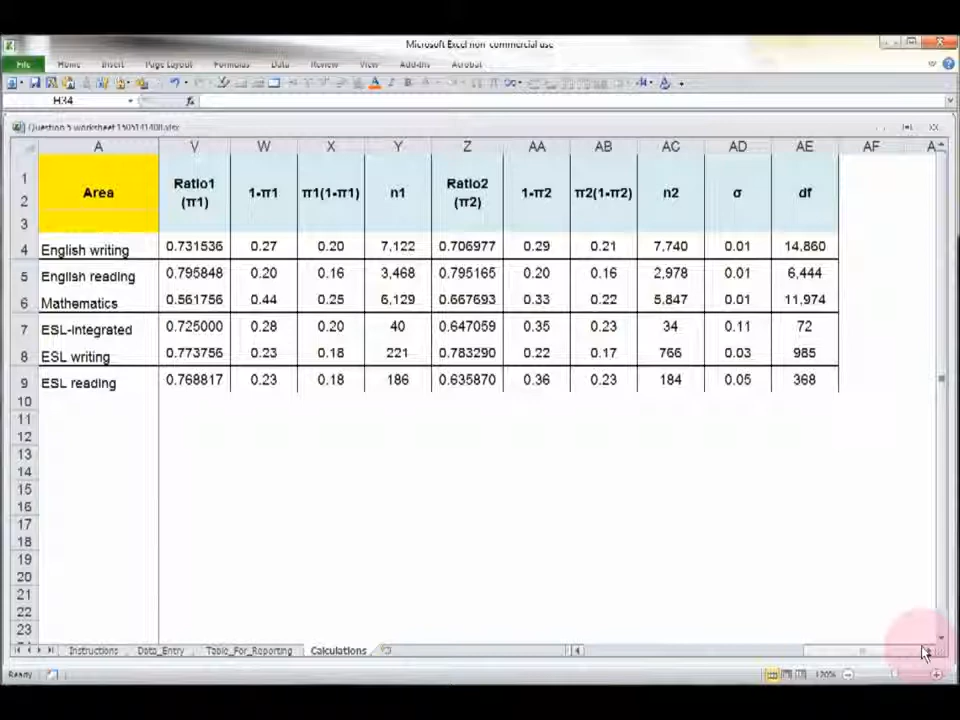 Microsoft Excel non-commercial use
File Home Insert Page Layout Formulas Data Review View Add-Ins Acrobat
H34 fx
Question 5 worksheet
A V W X Y Z AA AB AC AD AE AF A
1 2 3 Area Ratio1 (π1) 1-π1 π1(1-π1) n1 Ratio2 (π2) 1-π2 π2(1-π2) n2 σ df
4 English writing 0.731536 0.27 0.20 7,122 0.706977 0.29 0.21 7,740 0.01 14,860
5 English reading 0.795848 0.20 0.16 3,468 0.795165 0.20 0.16 2,978 0.01 6,444
6 Mathematics 0.561756 0.44 0.25 6,129 0.667693 0.33 0.22 5,847 0.01 11,974
7 ESL-integrated 0.725000 0.28 0.20 40 0.647059 0.35 0.23 34 0.11 72
8 ESL writing 0.773756 0.23 0.18 221 0.783290 0.22 0.17 766 0.03 985
9 ESL reading 0.768817 0.23 0.18 186 0.635870 0.36 0.23 184 0.05 368
10
11
12
13
14
15
16
17
18
19
20
21
22
23
Instructions Data_Entry Table_For_Reporting Calculations
Ready 120%